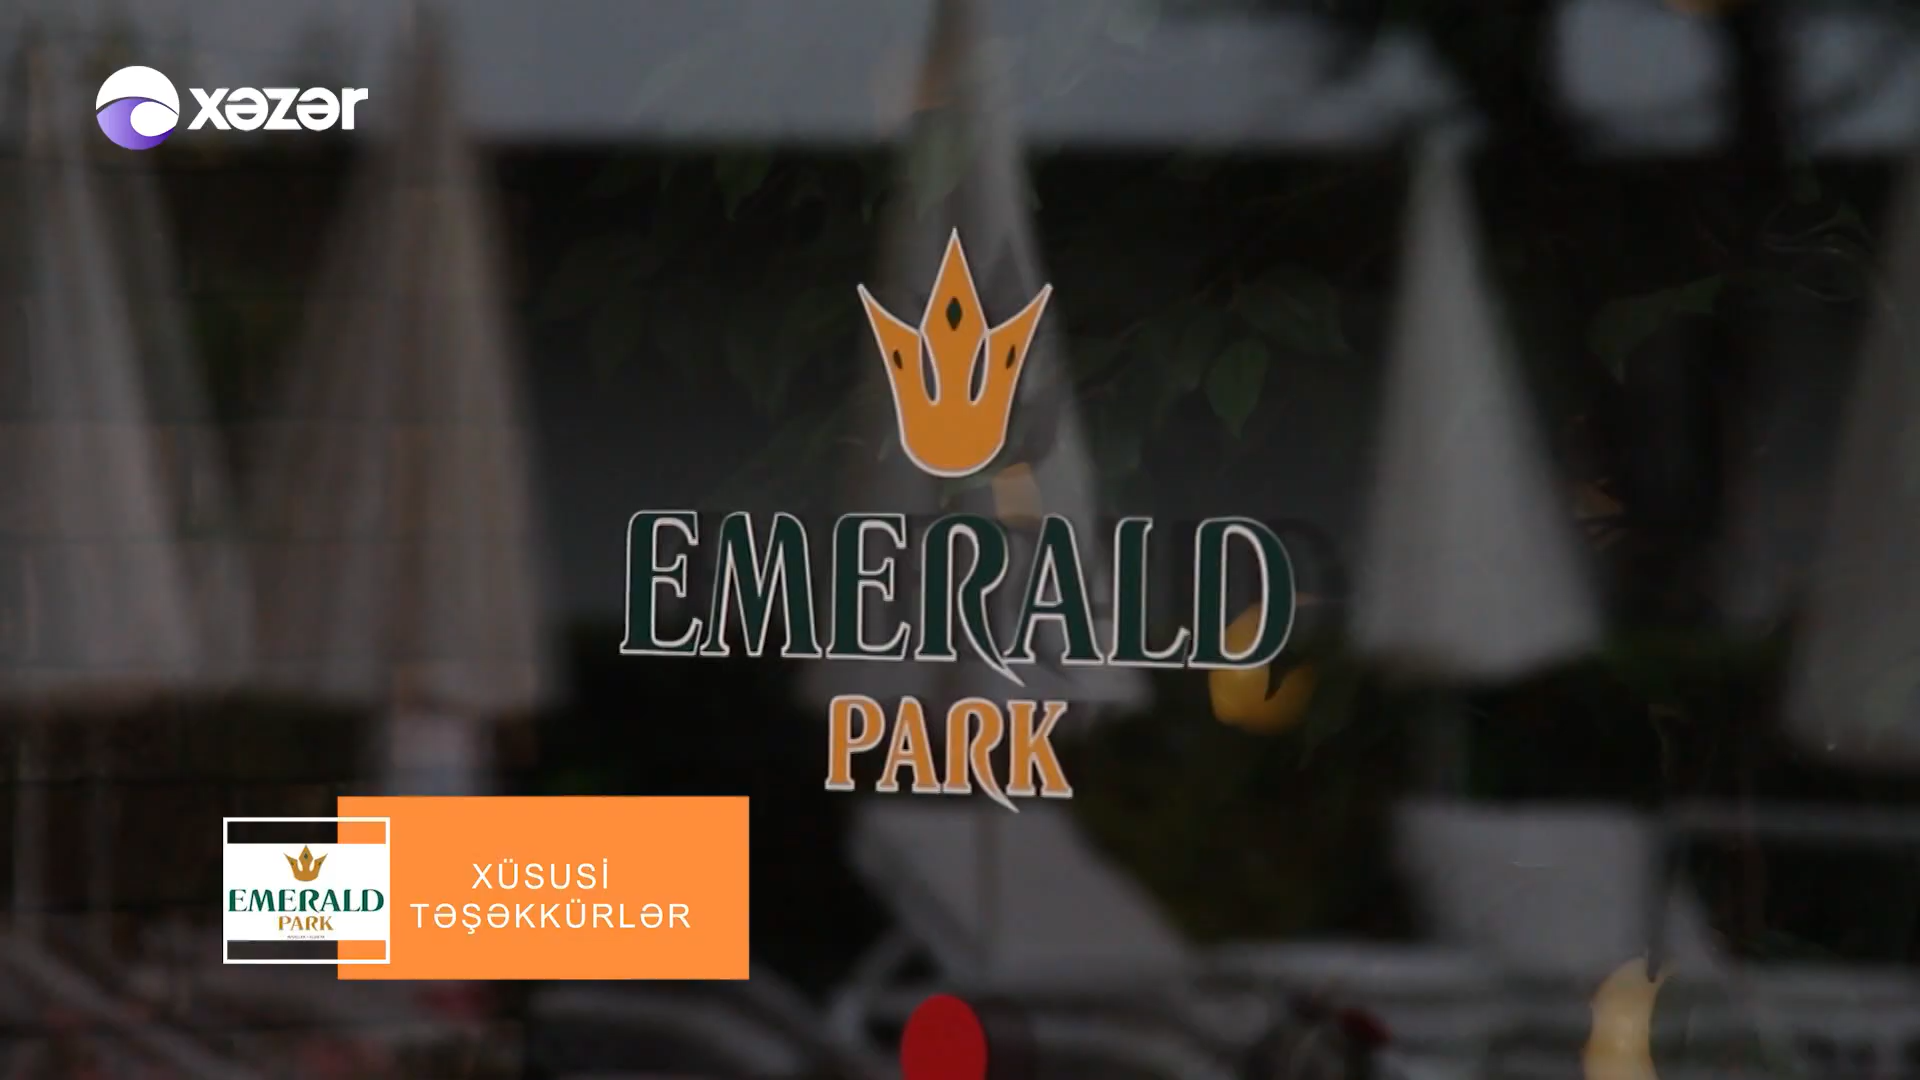 xəzər
EMERALD
PARK
EMERALD
PARK
XÜSUSİ
TƏŞƏKKÜRLƏR